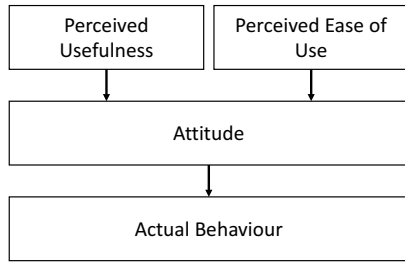 Perceived
Usefulness
Perceived Ease of
Use
Attitude
Actual Behaviour